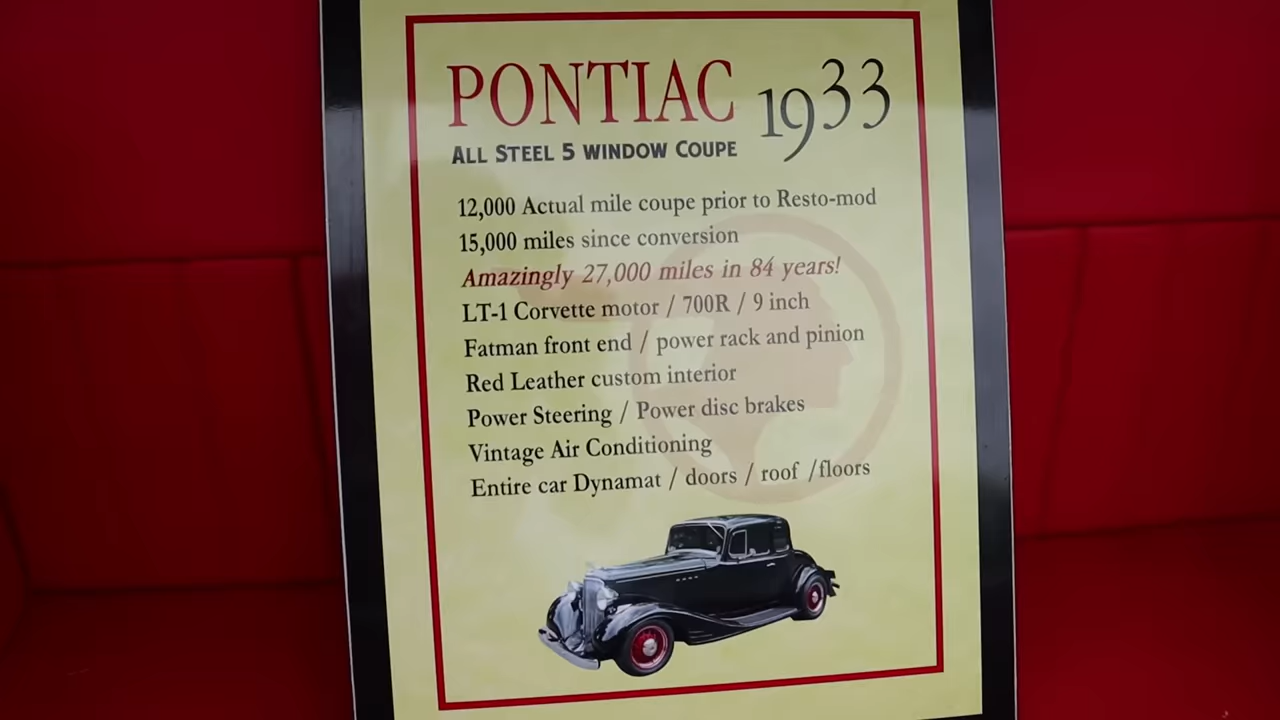 PONTIAC 1933
ALL STEEL 5 WINDOW COUPE
12,000 Actual mile coupe prior to Resto-mod
15,000 miles since conversion
Amazingly 27,000 miles in 84 years!
LT-1 Corvette motor / 700R / 9 inch
Fatman front end / power rack and pinion
Red Leather custom interior
Power Steering / Power disc brakes
Vintage Air Conditioning
Entire car Dynamat / doors / roof /floors